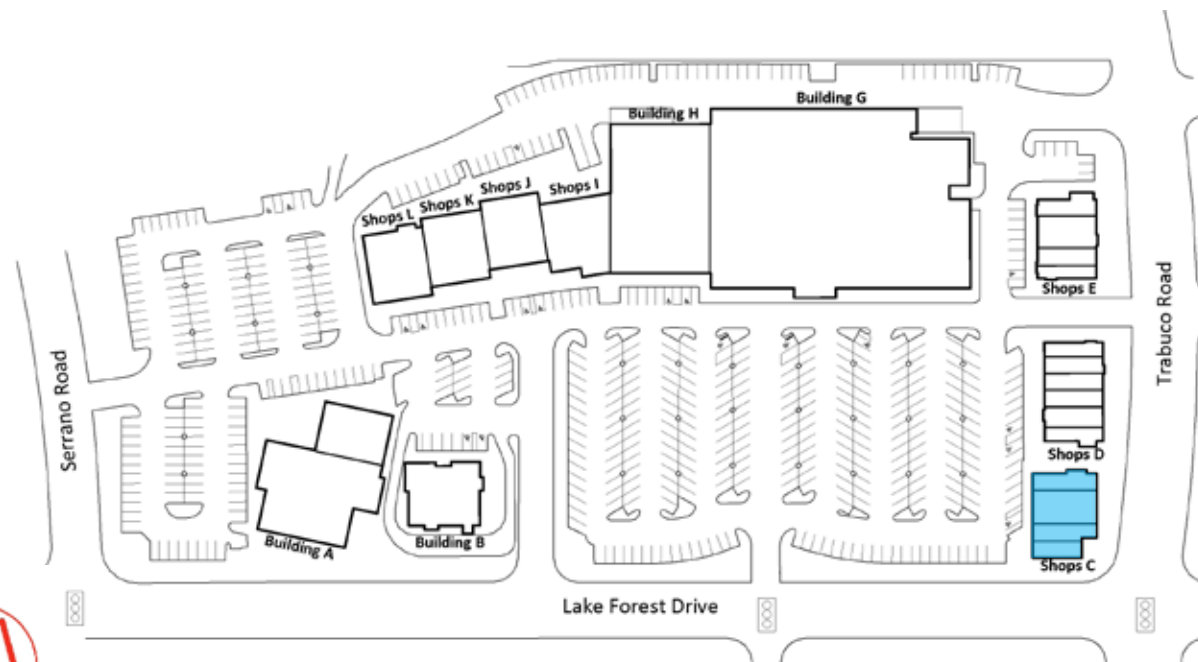 Building G
Building H
Shops J
Shops I
Shops K
Shops L
Shops E
Trabuco Road
Serrano Road
Shops D
Building A
Building B
Shops C
Lake Forest Drive